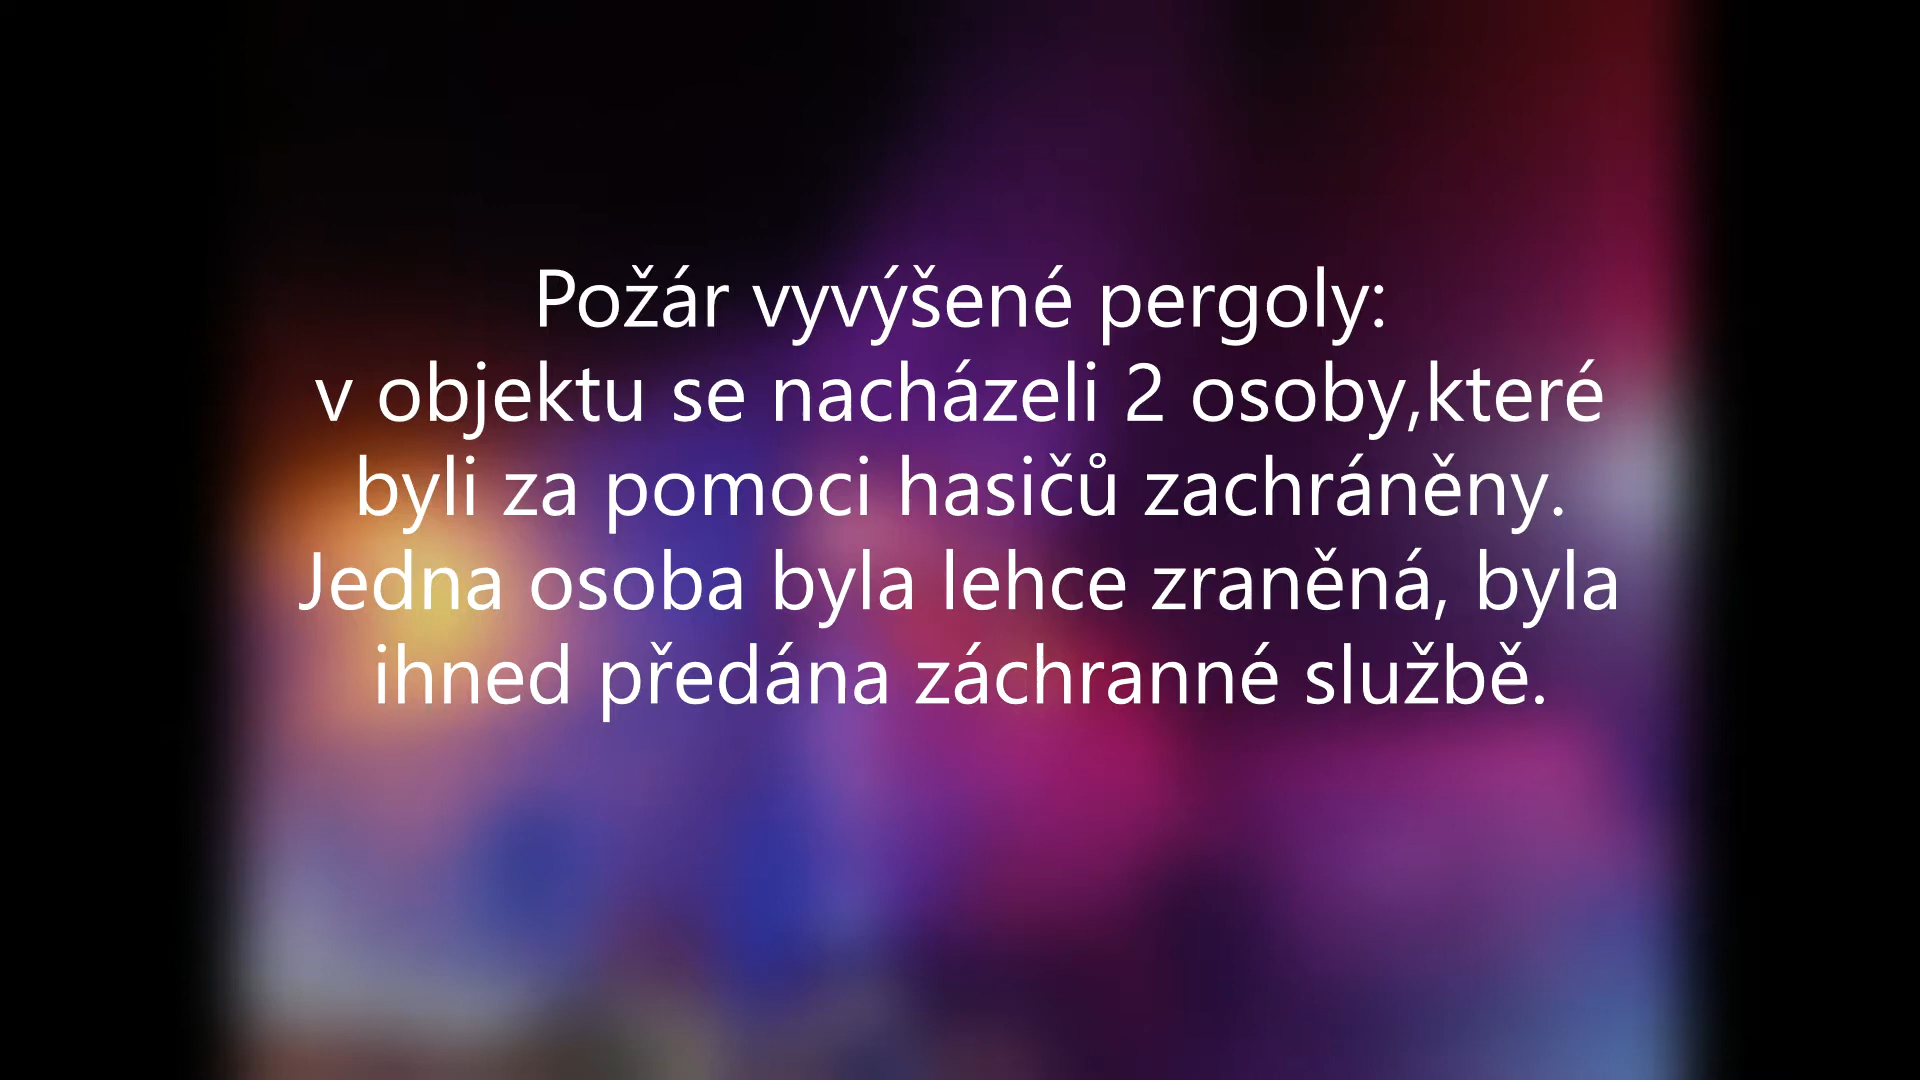 Požár vyvýšené pergoly:
v objektu se nacházeli 2 osoby,které
byli za pomoci hasičů zachráněny.
Jedna osoba byla lehce zraněná, byla
ihned předána záchranné službě.